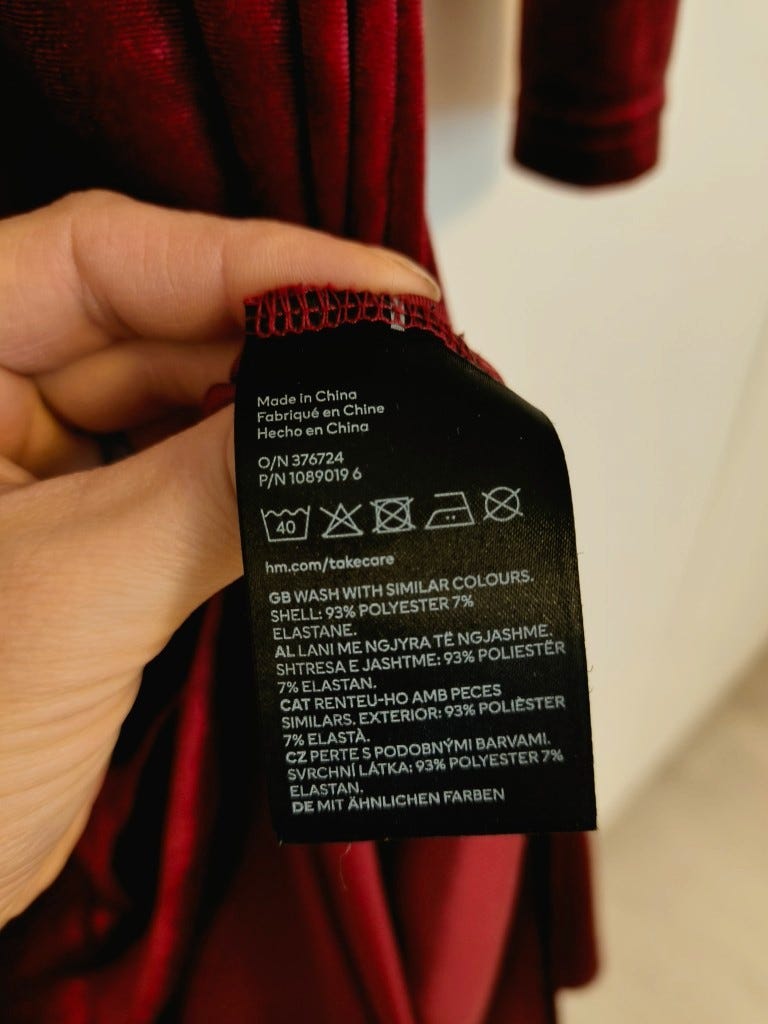 Made in China
Fabriqué en Chine
Hecho en China
O/N 376724
P/N 1089019 6
40
hm.com/takecare
GB WASH WITH SIMILAR COLOURS.
SHELL: 93% POLYESTER 7%
ELASTANE.
AL LANI ME NGJYRA TË NGJASHME.
SHTRESA E JASHTME: 93% POLIESTËR
7% ELASTAN.
CAT RENTEU-HO AMB PECES
SIMILARS. EXTERIOR: 93% POLIÈSTER
7% ELASTÀ.
CZ PERTE S PODOBNÝMI BARVAMI.
SVRCHNÍ LÁTKA: 93% POLYESTER 7%
ELASTAN.
DE MIT ÄHNLICHEN FARBEN